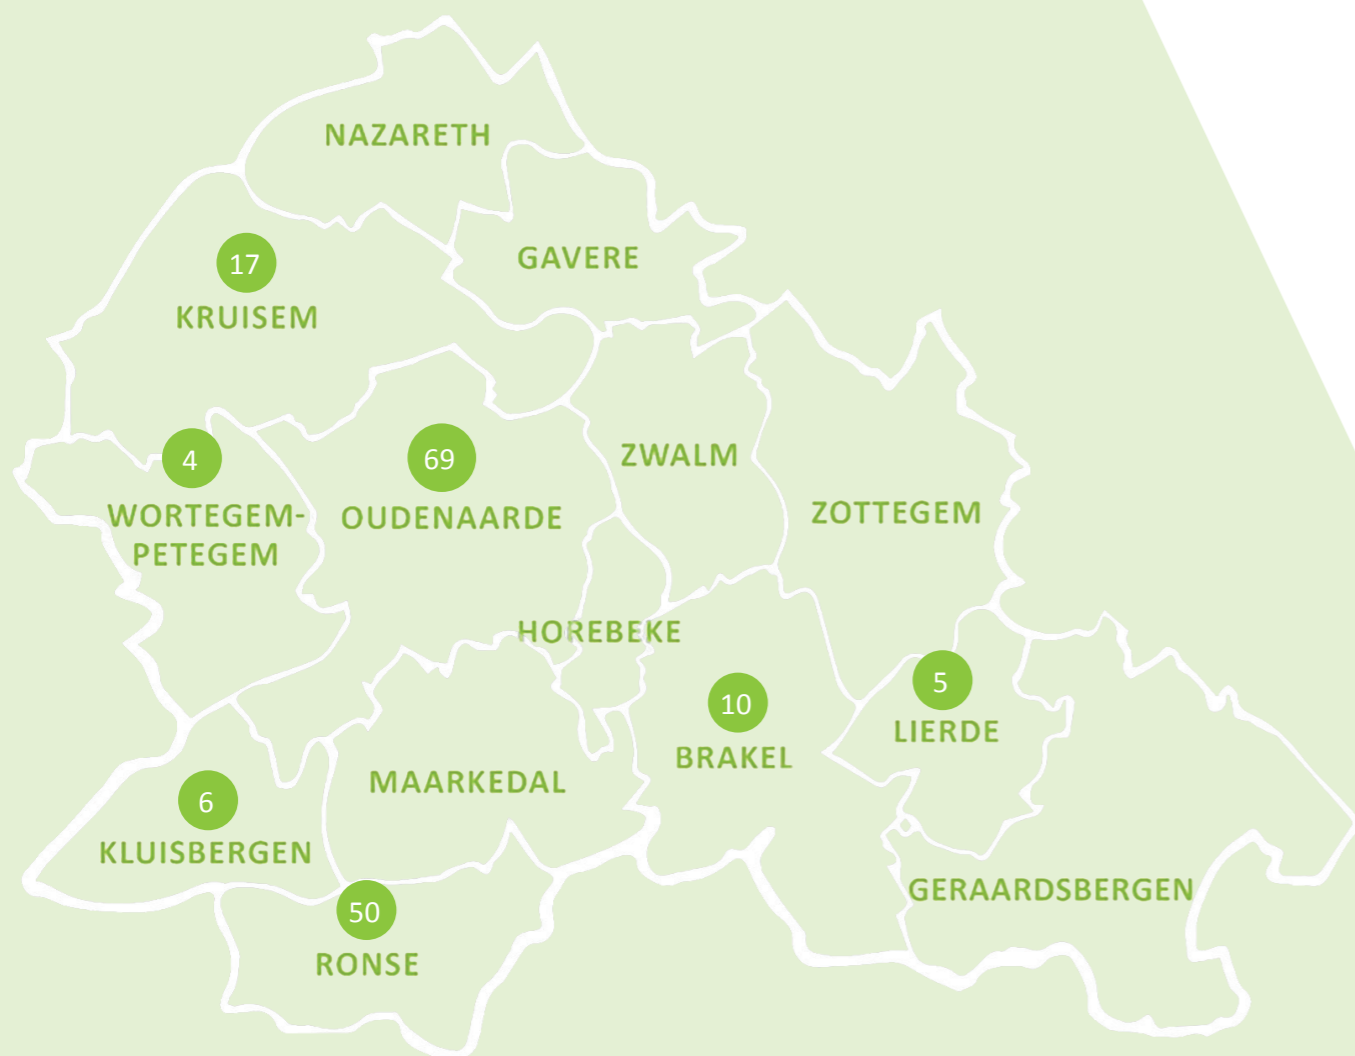 NAZARETH
GAVERE
17
KRUISEM
4
WORTEGEM-
PETEGEM
69
OUDENAARDE
ZWALM
ZOTTEGEM
HOREBEKE
10
BRAKEL
5
LIERDE
MAARKEDAL
6
KLUISBERGEN
GERAARDSBERGEN
50
RONSE